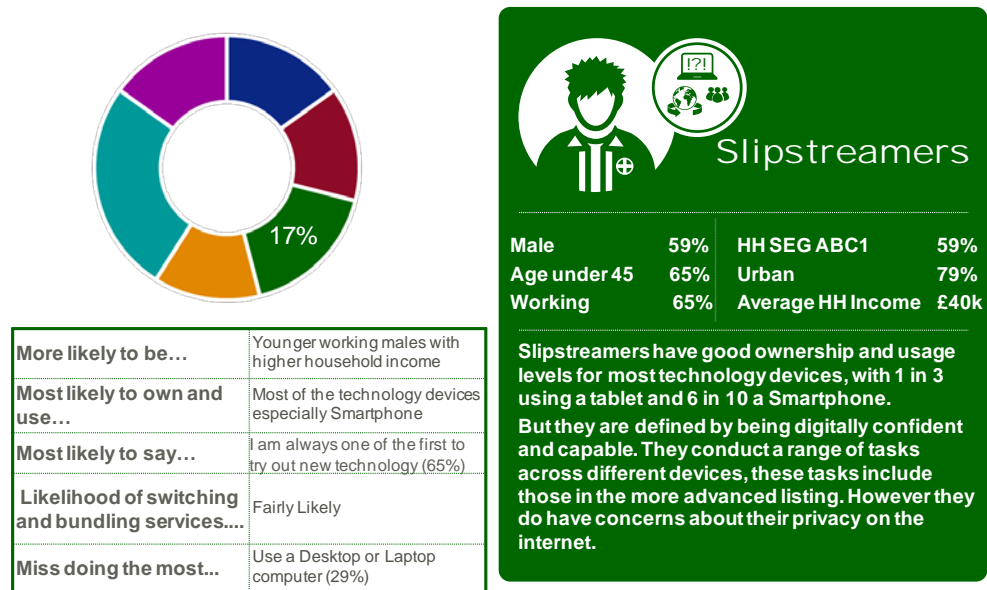 17%
More likely to be…
Younger working males with
higher household income
Most likely to own and
use…
Most of the technology devices
especially Smartphone
Most likely to say…
I am always one of the first to
try out new technology (65%)
Likelihood of switching
and bundling services....
Fairly Likely
Miss doing the most...
Use a Desktop or Laptop
computer (29%)
!?!
Slipstreamers
Male 59%
Age under 45 65%
Working 65%
HH SEG ABC1 59%
Urban 79%
Average HH Income £40k
Slipstreamers have good ownership and usage
levels for most technology devices, with 1 in 3
using a tablet and 6 in 10 a Smartphone.
But they are defined by being digitally confident
and capable. They conduct a range of tasks
across different devices, these tasks include
those in the more advanced listing. However they
do have concerns about their privacy on the
internet.